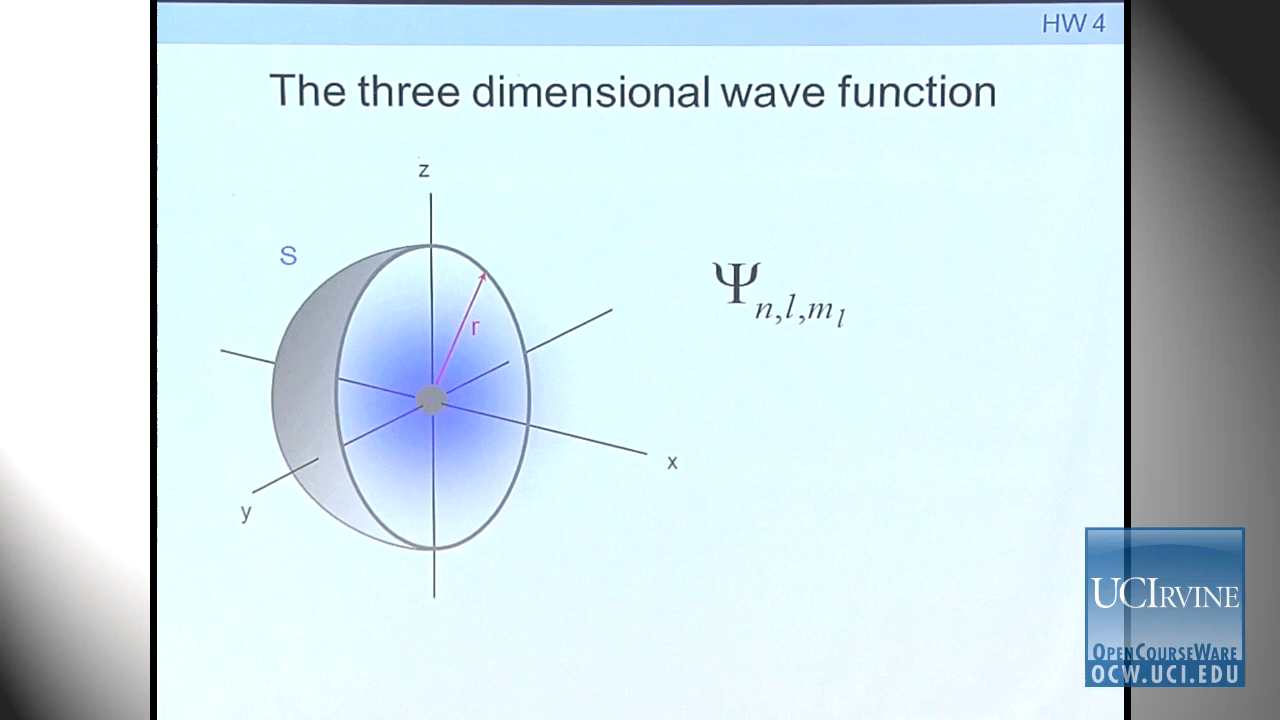 HW 4
The three dimensional wave function
z
S
r
Ψn,l,ml
x
y
UCIRVINE
OPENCOURSEWARE
OCW.UCI.EDU